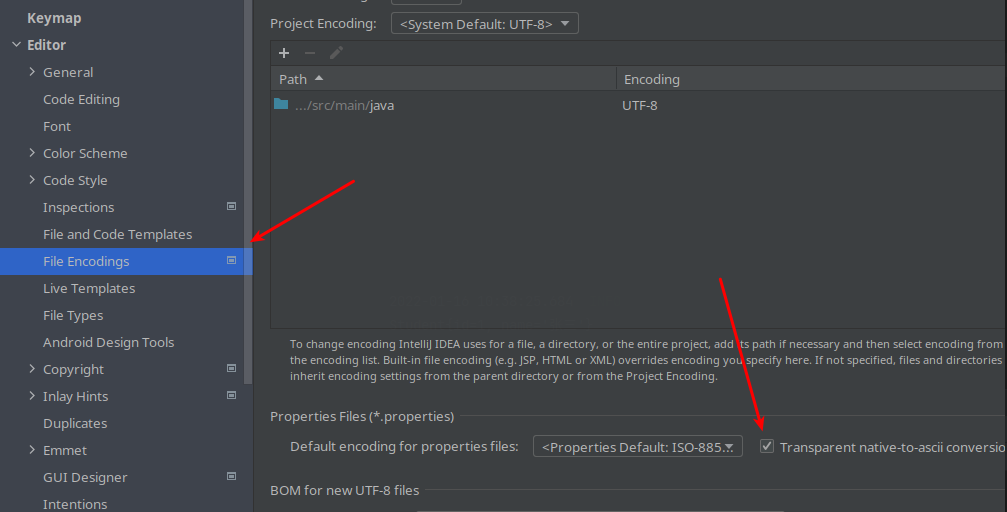 Keymap
Editor
General
Code Editing
Font
Color Scheme
Code Style
Inspections
File and Code Templates
File Encodings
Live Templates
File Types
Android Design Tools
Copyright
Inlay Hints
Duplicates
Emmet
GUI Designer
Intentions
Project Encoding: <System Default: UTF-8>
Path Encoding
.../src/main/java UTF-8
To change encoding IntelliJ IDEA uses for a file, a directory, or the entire project, add its path if necessary and then select encoding from
the encoding list. Built-in file encoding (e.g. JSP, HTML or XML) overrides encoding you specify here. If not specified, files and directories
inherit encoding settings from the parent directory or from the Project Encoding.
Properties Files (*.properties)
Default encoding for properties files: <Properties Default: ISO-885... Transparent native-to-ascii conversio
BOM for new UTF-8 files